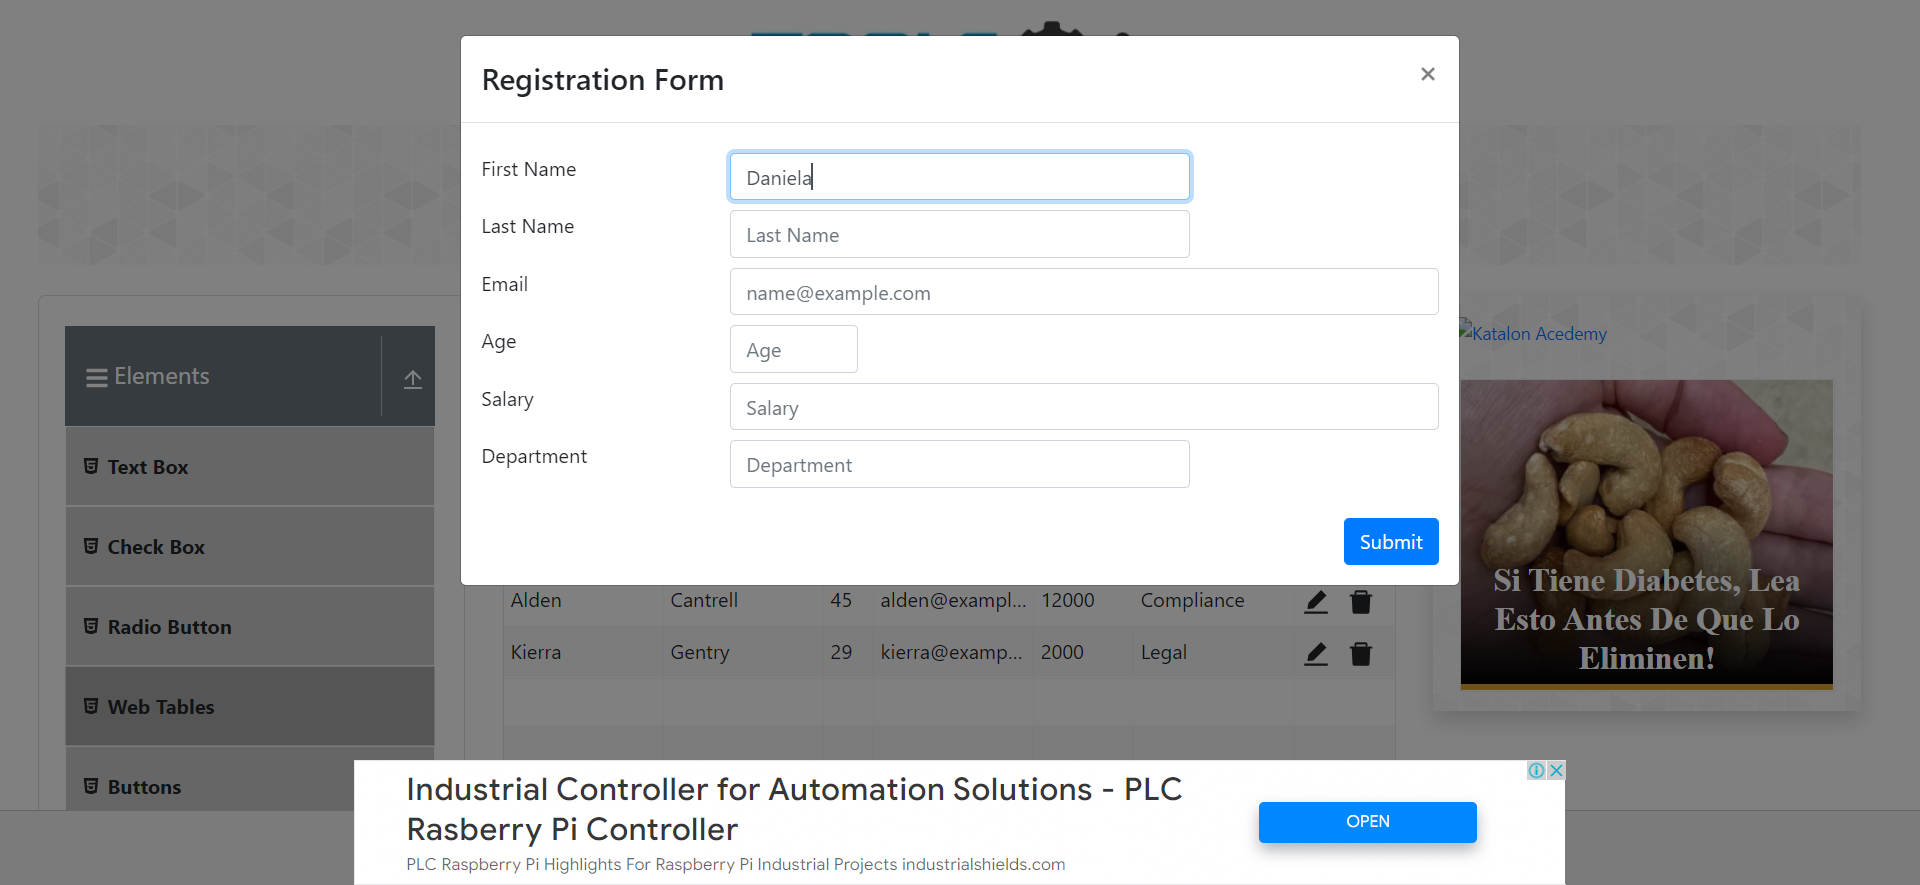 Registration Form
×
First Name
Daniela
Last Name
Last Name
Email
name@example.com
Age
Age
Salary
Salary
Department
Department
Submit
Elements
Text Box
Check Box
Radio Button
Web Tables
Buttons
Alden Cantrell 45 alden@exampl... 12000 Compliance
Kierra Gentry 29 kierra@examp... 2000 Legal
Katalon Acedemy
Si Tiene Diabetes, Lea
Esto Antes De Que Lo
Eliminen!
Industrial Controller for Automation Solutions - PLC
Rasberry Pi Controller
PLC Raspberry Pi Highlights For Raspberry Pi Industrial Projects industrialshields.com
OPEN